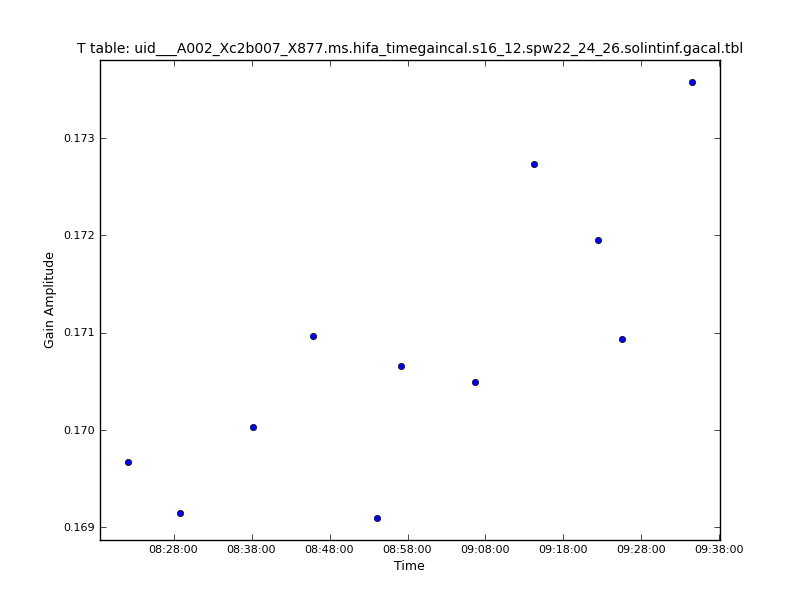 T table: uid___A002_Xc2b007_X877.ms.hifa_timegaincal.s16_12.spw22_24_26.solintinf.gacal.tbl
0.173
0.172
0.171
0.170
0.169
Gain Amplitude
08:28:00 08:38:00 08:48:00 08:58:00 09:08:00 09:18:00 09:28:00 09:38:00
Time